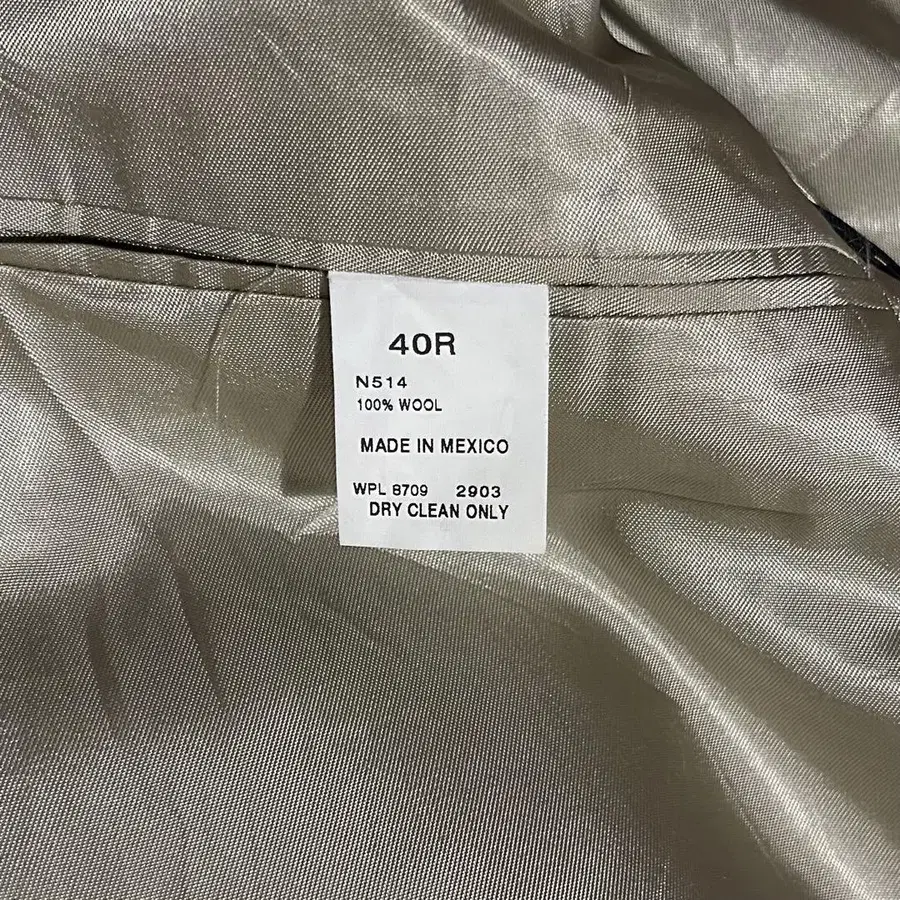 40R
N514
100% WOOL
MADE IN MEXICO
WPL 8709 2903
DRY CLEAN ONLY